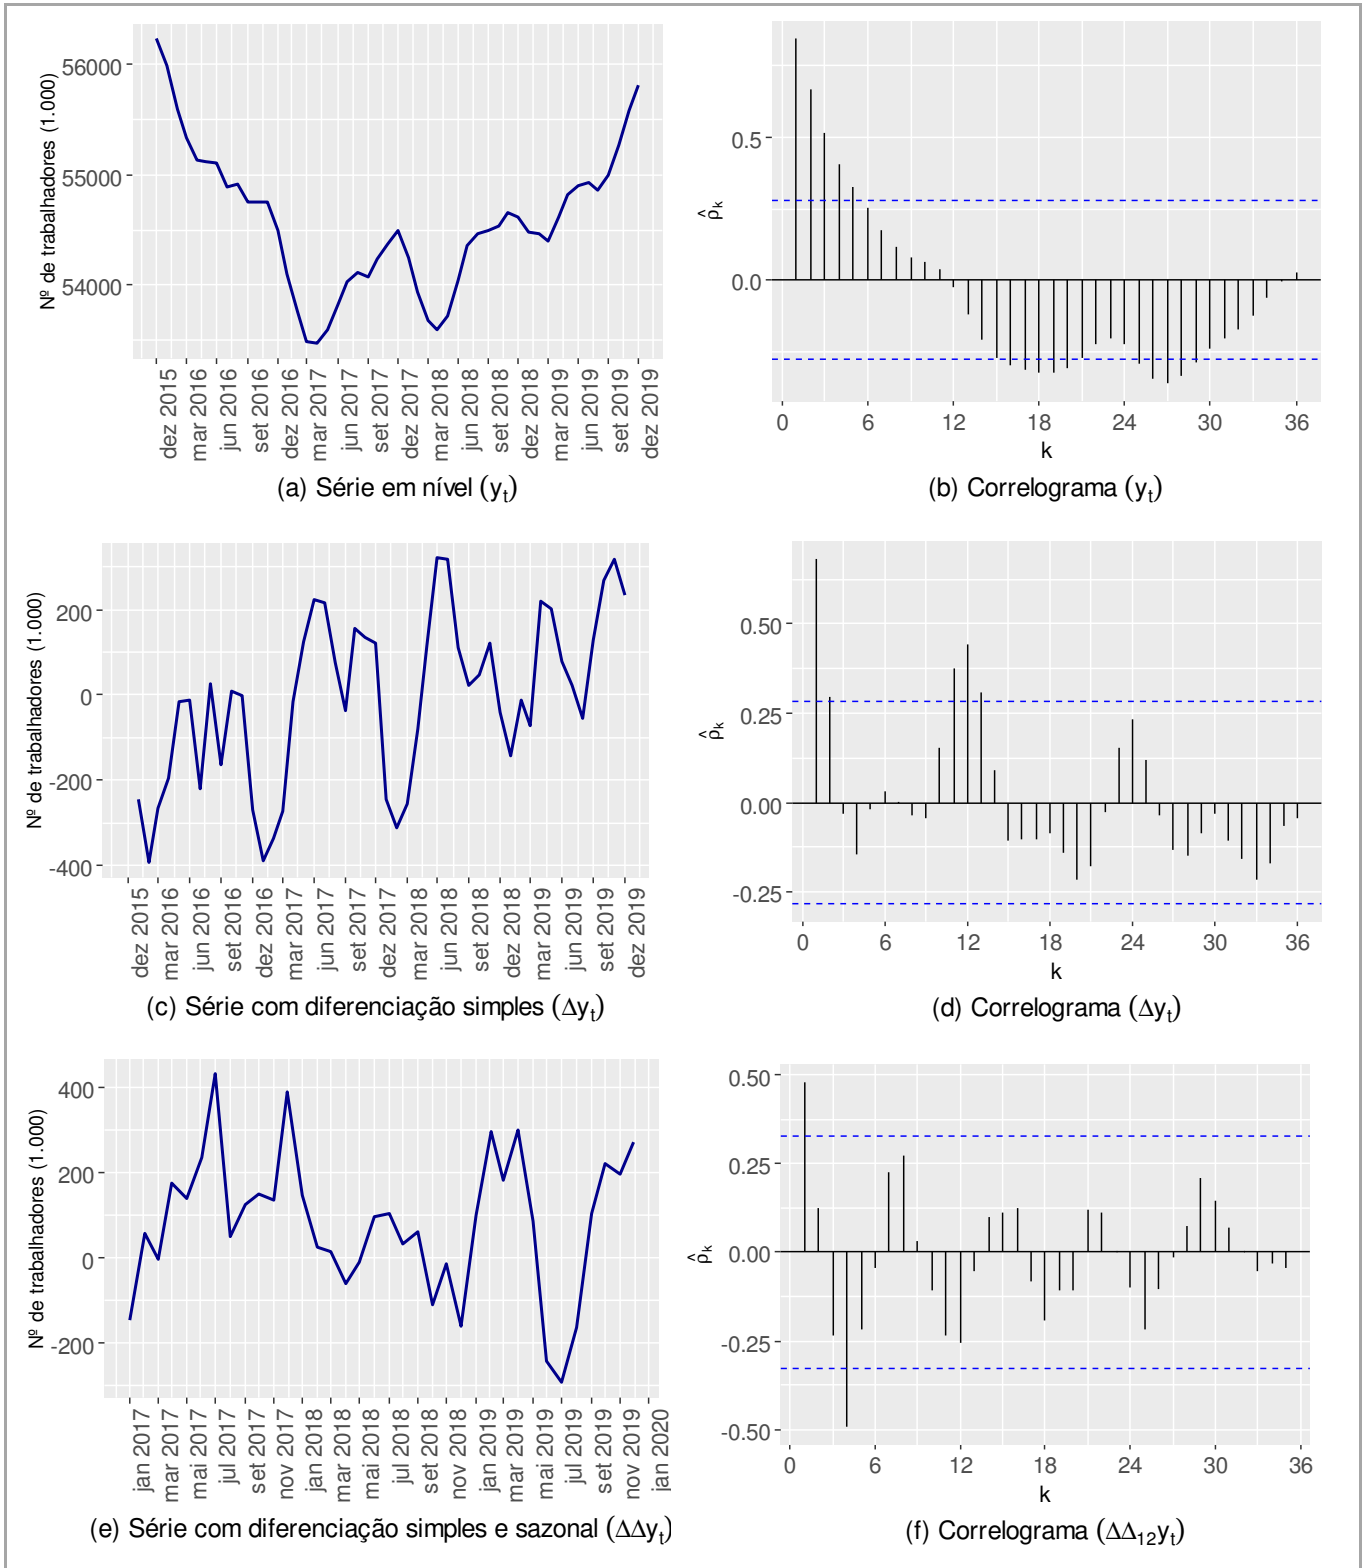 Nº de trabalhadores (1.000)
56000
55000
54000
dez 2015
mar 2016
jun 2016
set 2016
dez 2016
mar 2017
jun 2017
set 2017
dez 2017
mar 2018
jun 2018
set 2018
dez 2018
mar 2019
jun 2019
set 2019
dez 2019
(a) Série em nível (yt)
ρ̂k
0.5
0.0
0 6 12 18 24 30 36
k
(b) Correlograma (yt)
Nº de trabalhadores (1.000)
200
0
-200
-400
dez 2015
mar 2016
jun 2016
set 2016
dez 2016
mar 2017
jun 2017
set 2017
dez 2017
mar 2018
jun 2018
set 2018
dez 2018
mar 2019
jun 2019
set 2019
dez 2019
(c) Série com diferenciação simples (Δyt)
ρ̂k
0.50
0.25
0.00
-0.25
0 6 12 18 24 30 36
k
(d) Correlograma (Δyt)
Nº de trabalhadores (1.000)
400
200
0
-200
jan 2017
mar 2017
mai 2017
jul 2017
set 2017
nov 2017
jan 2018
mar 2018
mai 2018
jul 2018
set 2018
nov 2018
jan 2019
mar 2019
mai 2019
jul 2019
set 2019
nov 2019
jan 2020
(e) Série com diferenciação simples e sazonal (ΔΔyt)
ρ̂k
0.50
0.25
0.00
-0.25
-0.50
0 6 12 18 24 30 36
k
(f) Correlograma (ΔΔ12yt)